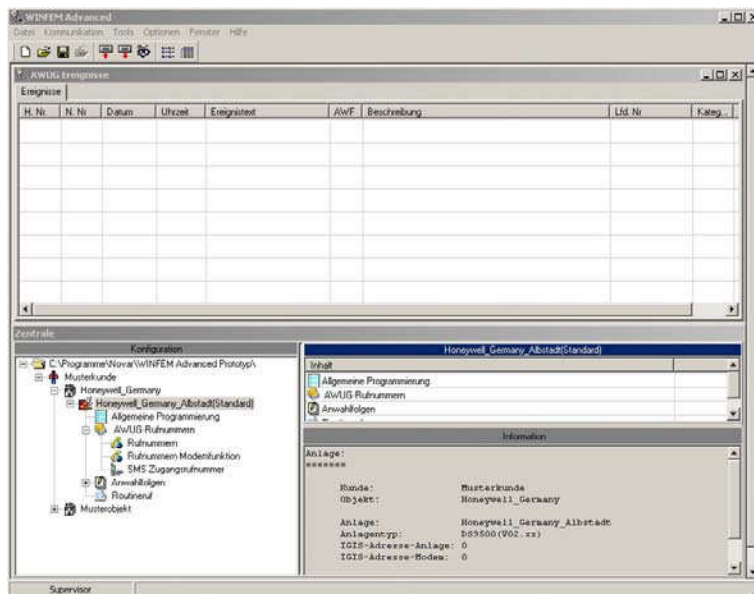 WINFEM Advanced
Datei Kommunikation Tools Optionen Fenster Hilfe
AWUG Ereignisse
Ereignisse
H. Nr. N. Nr. Datum Uhrzeit Ereignistext AWF Beschreibung Lfd. Nr Kateg...
Zentrale
Konfiguration
C:\Programme\Novar\WINFEM Advanced Prototyp\
Musterkunde
Honeywell_Germany
Honeywell_Germany_Albstadt(Standard)
Allgemeine Programmierung
AWUG-Rufnummern
Rufnummern
Rufnummern Modemfunktion
SMS Zugangsrufnummer
Anwahlfolgen
Routineruf
Musterobjekt
Honeywell_Germany_Albstadt(Standard)
Inhalt
Allgemeine Programmierung
AWUG-Rufnummern
Anwahlfolgen
Information
Anlage:
=======
Kunde: Musterkunde
Objekt: Honeywell_Germany
Anlage: Honeywell_Germany_Albstadt
Anlagentyp: DS9500(V02.xx)
IGIS-Adresse-Anlage: 0
IGIS-Adresse-Modem: 0
Supervisor